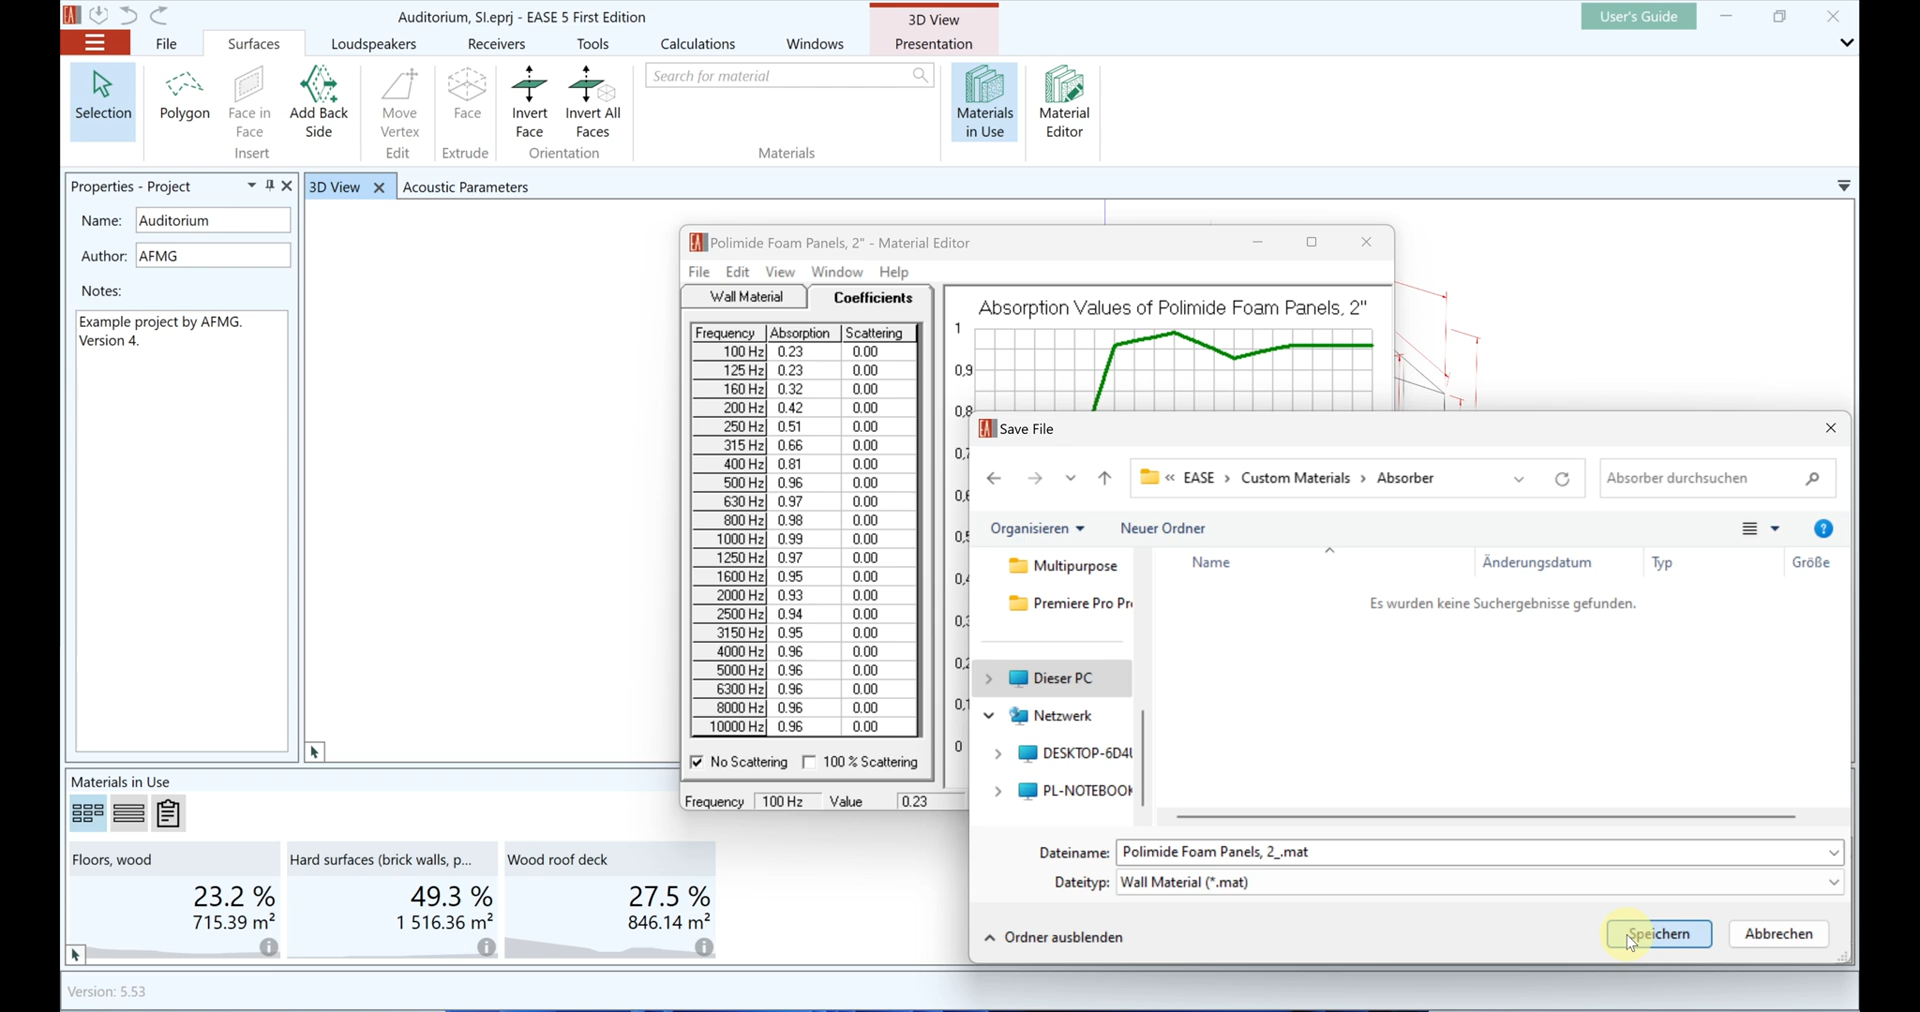 EA Auditorium, SI.eprj - EASE 5 First Edition 3D View User's Guide
File Surfaces Loudspeakers Receivers Tools Calculations Windows Presentation
Search for material
Selection Polygon Face in Face Add Back Side Move Vertex Face Invert Face Invert All Faces Materials in Use Material Editor
Insert Edit Extrude Orientation Materials
Properties - Project
Name: Auditorium
Author: AFMG
Notes:
Example project by AFMG.
Version 4.
3D View Acoustic Parameters
EA Polimide Foam Panels, 2" - Material Editor
File Edit View Window Help
Wall Material Coefficients
Frequency Absorption Scattering
100 Hz 0.23 0.00
125 Hz 0.23 0.00
160 Hz 0.32 0.00
200 Hz 0.42 0.00
250 Hz 0.51 0.00
315 Hz 0.66 0.00
400 Hz 0.81 0.00
500 Hz 0.96 0.00
630 Hz 0.97 0.00
800 Hz 0.98 0.00
1000 Hz 0.99 0.00
1250 Hz 0.97 0.00
1600 Hz 0.95 0.00
2000 Hz 0.93 0.00
2500 Hz 0.94 0.00
3150 Hz 0.95 0.00
4000 Hz 0.96 0.00
5000 Hz 0.96 0.00
6300 Hz 0.96 0.00
8000 Hz 0.96 0.00
10000 Hz 0.96 0.00
No Scattering 100 % Scattering
Frequency 100 Hz Value 0.23
Absorption Values of Polimide Foam Panels, 2"
1
0,9
0,8
0
EA Save File
« EASE › Custom Materials › Absorber
Absorber durchsuchen
Organisieren Neuer Ordner
Multipurpose
Premiere Pro
Dieser PC
Netzwerk
DESKTOP-6D4
PL-NOTEBOOK
Name Änderungsdatum Typ Größe
Es wurden keine Suchergebnisse gefunden.
Dateiname: Polimide Foam Panels, 2_.mat
Dateityp: Wall Material (*.mat)
Ordner ausblenden Speichern Abbrechen
Materials in Use
Floors, wood
23.2 %
715.39 m²
Hard surfaces (brick walls, p...
49.3 %
1 516.36 m²
Wood roof deck
27.5 %
846.14 m²
Version: 5.53